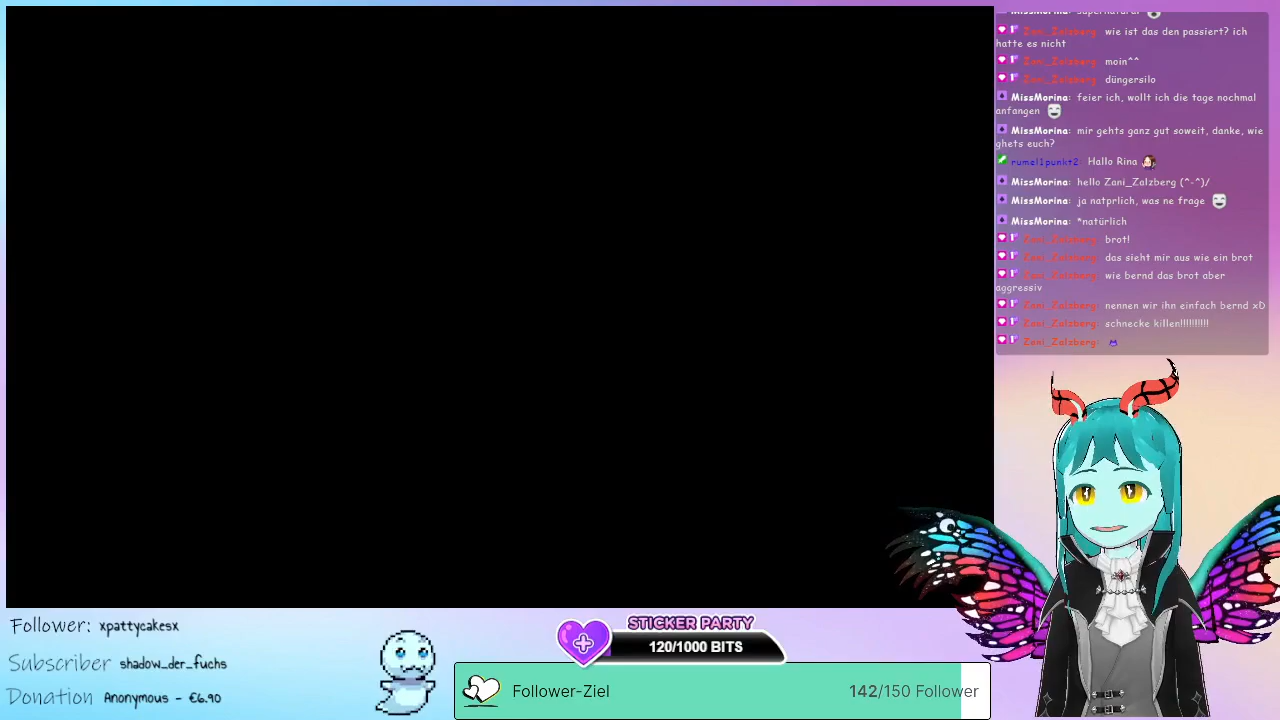 MissMorina: supernatural
Zani_Zalzberg: wie ist das den passiert? ich
hatte es nicht
Zani_Zalzberg: moin^^
Zani_Zalzberg: düngersilo
MissMorina: feier ich, wollt ich die tage nochmal
anfangen
MissMorina: mir gehts ganz gut soweit, danke, wie
ghets euch?
rumel1punkt2: Hallo Rina
MissMorina: hello Zani_Zalzberg (^-^)/
MissMorina: ja natprlich, was ne frage
MissMorina: *natürlich
Zani_Zalzberg: brot!
Zani_Zalzberg: das sieht mir aus wie ein brot
Zani_Zalzberg: wie bernd das brot aber
aggressiv
Zani_Zalzberg: nennen wir ihn einfach bernd xD
Zani_Zalzberg: schnecke killen!!!!!!!!!!
Zani_Zalzberg:
Follower: xpattycakesx
Subscriber shadow_der_fuchs
Donation Anonymous - €6.90
STICKER PARTY
120/1000 BITS
Follower-Ziel
142/150 Follower